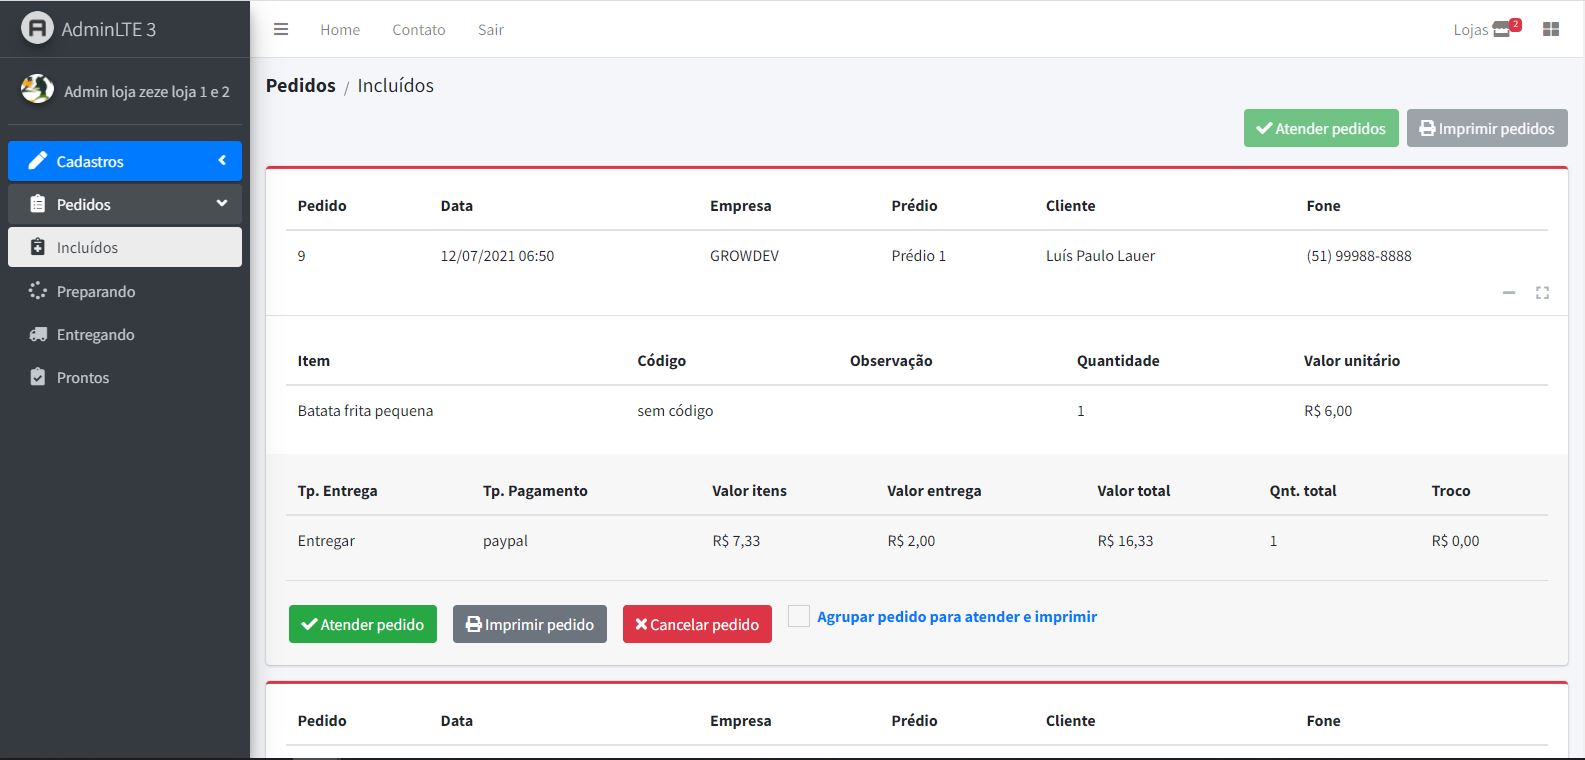 AdminLTE 3
Home Contato Sair
Lojas 2
Admin loja zeze loja 1 e 2
Cadastros
Pedidos
Incluídos
Preparando
Entregando
Prontos
Pedidos / Incluídos
Atender pedidos Imprimir pedidos
Pedido Data Empresa Prédio Cliente Fone
9 12/07/2021 06:50 GROWDEV Prédio 1 Luís Paulo Lauer (51) 99988-8888
Item Código Observação Quantidade Valor unitário
Batata frita pequena sem código 1 R$ 6,00
Tp. Entrega Tp. Pagamento Valor itens Valor entrega Valor total Qnt. total Troco
Entregar paypal R$ 7,33 R$ 2,00 R$ 16,33 1 R$ 0,00
Atender pedido Imprimir pedido Cancelar pedido Agrupar pedido para atender e imprimir
Pedido Data Empresa Prédio Cliente Fone